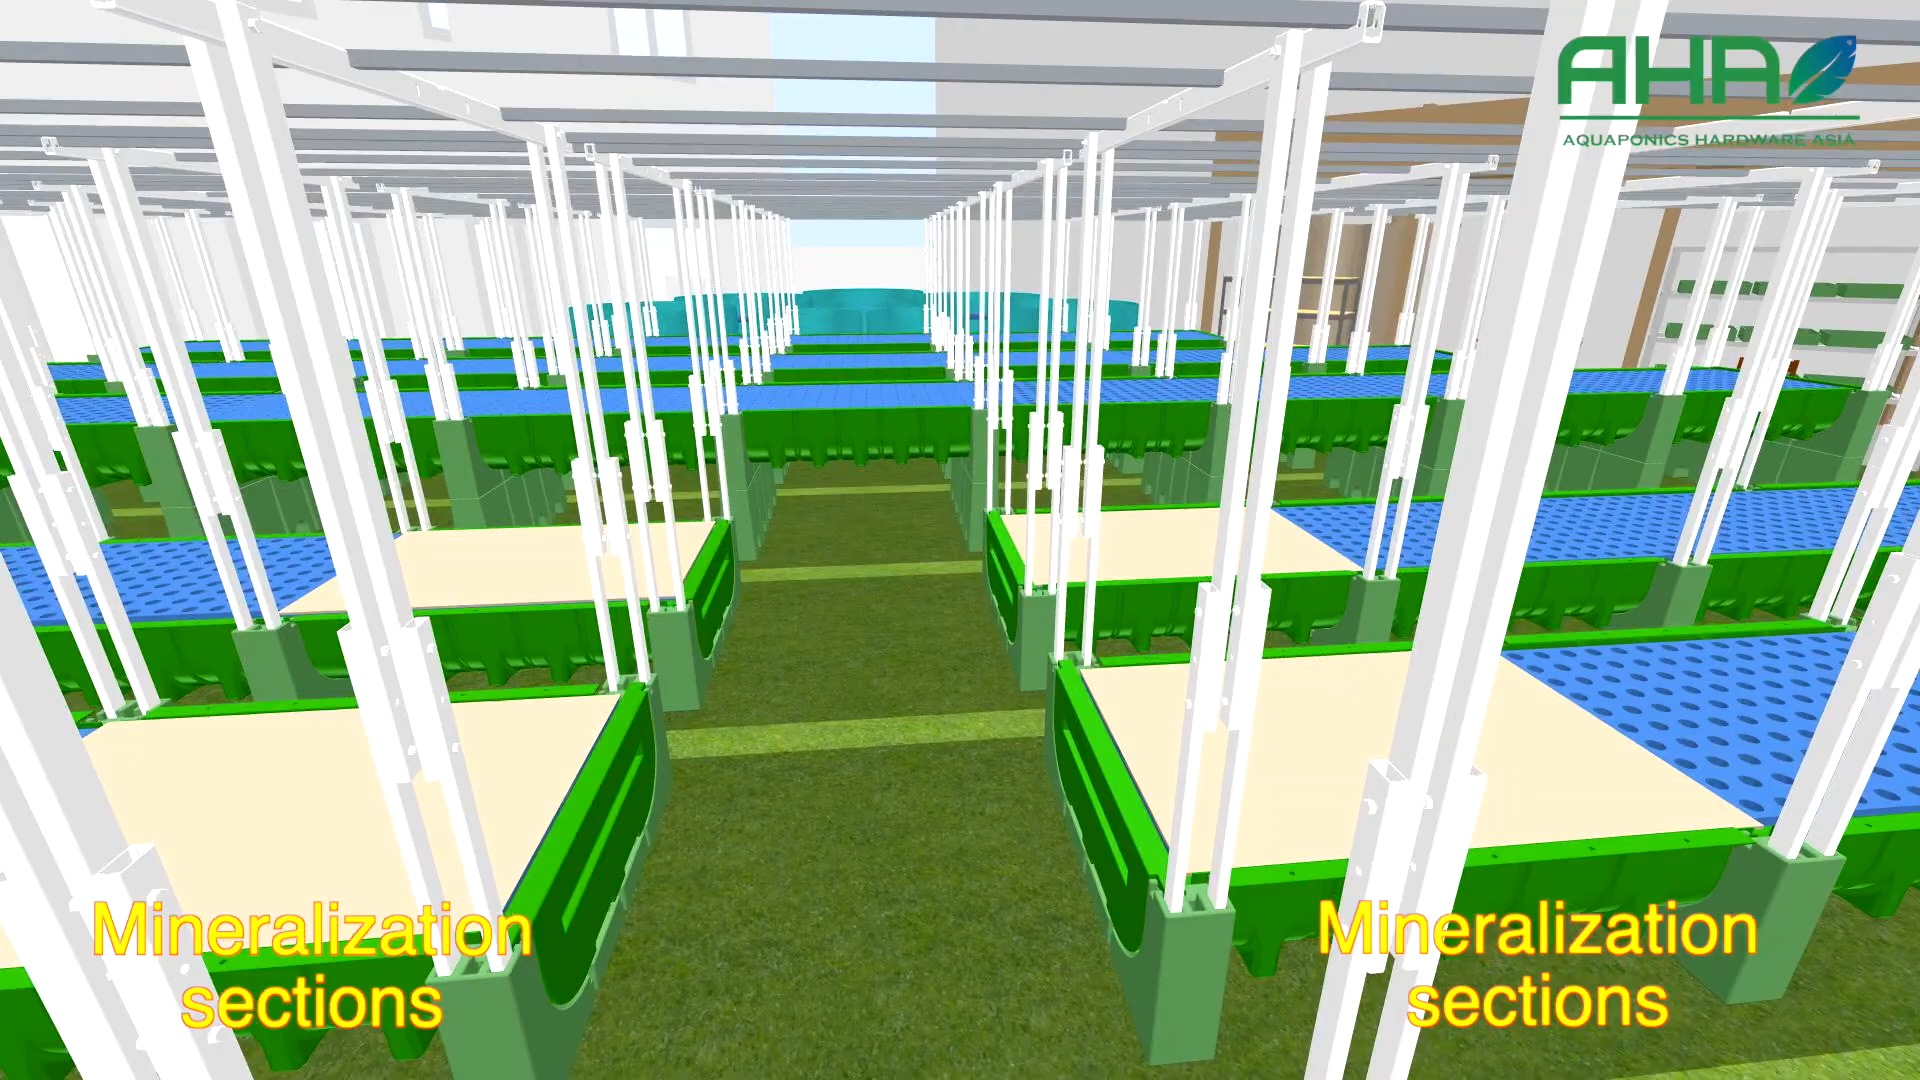 AHA
AQUAPONICS HARDWARE ASIA
Mineralization
sections
Mineralization
sections